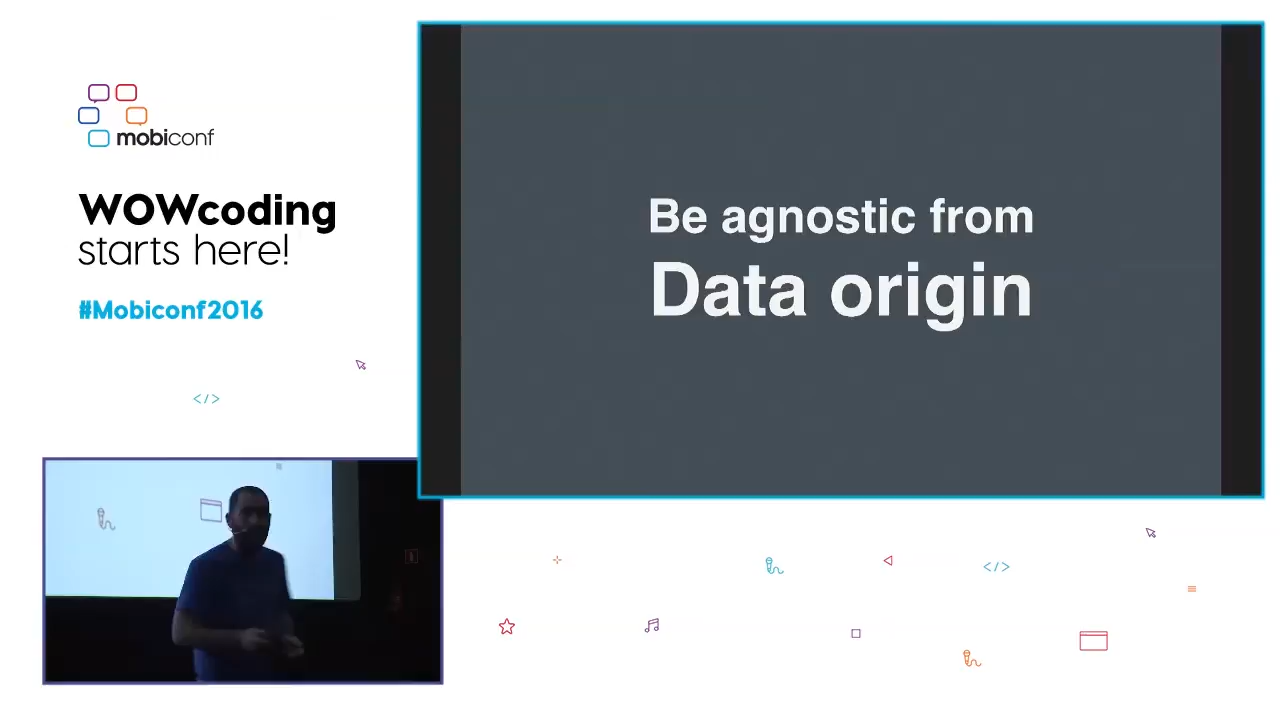 mobiconf
WOWcoding
starts here!
#Mobiconf2016
</>
Be agnostic from
Data origin
</>